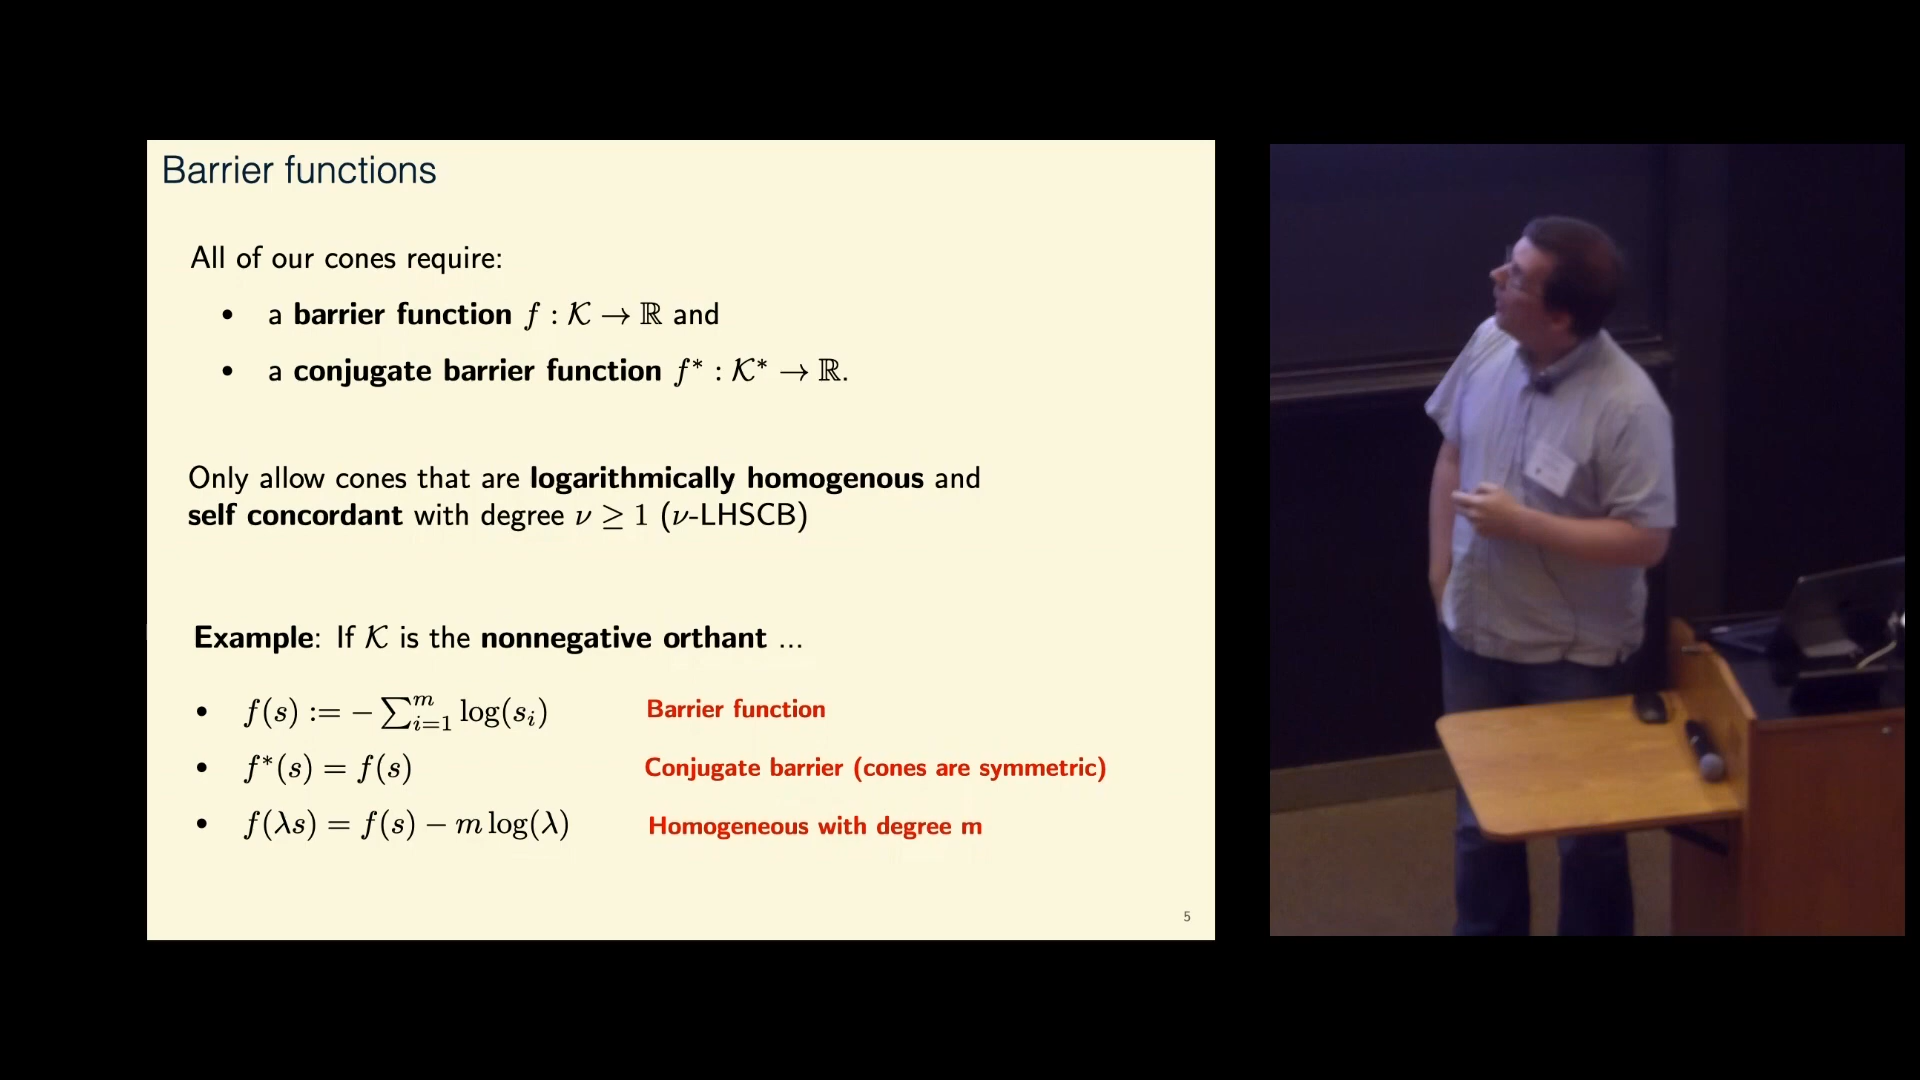 Barrier functions
All of our cones require:
• a barrier function f : 𝒦 → ℝ and
• a conjugate barrier function f* : 𝒦* → ℝ.
Only allow cones that are logarithmically homogenous and
self concordant with degree ν ≥ 1 (ν-LHSCB)
Example: If 𝒦 is the nonnegative orthant ...
• f(s) := − ∑ᵢ₌₁ᵐ log(sᵢ) Barrier function
• f*(s) = f(s) Conjugate barrier (cones are symmetric)
• f(λs) = f(s) − m log(λ) Homogeneous with degree m
5